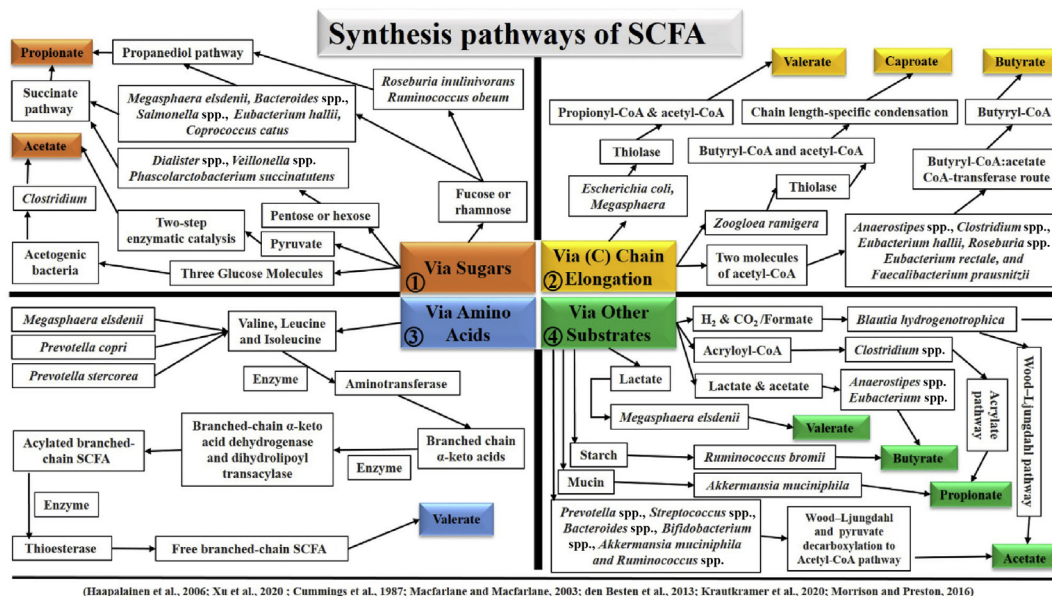 Synthesis pathways of SCFA
Propionate
Propanediol pathway
Succinate
pathway
Megasphaera elsdenii, Bacteroides spp.,
Salmonella spp., Eubacterium hallii,
Coprococcus catus
Roseburia inulinivorans
Ruminococcus obeum
Acetate
Dialister spp., Veillonella spp.
Phascolarctobacterium succinatutens
Clostridium
Fucose or
rhamnose
Pentose or hexose
Two-step
enzymatic catalysis
Pyruvate
Acetogenic
bacteria
Three Glucose Molecules
Via Sugars
①
Valerate
Caproate
Butyrate
Propionyl-CoA & acetyl-CoA
Chain length-specific condensation
Butyryl-CoA
Thiolase
Butyryl-CoA and acetyl-CoA
Butyryl-CoA:acetate
CoA-transferase route
Escherichia coli,
Megasphaera
Thiolase
Zoogloea ramigera
Anaerostipes spp., Clostridium spp.,
Eubacterium hallii, Roseburia spp.
Eubacterium rectale, and
Faecalibacterium prausnitzii
Two molecules
of acetyl-CoA
Via (C) Chain
② Elongation
Via Amino
③ Acids
Megasphaera elsdenii
Prevotella copri
Prevotella stercorea
Valine, Leucine
and Isoleucine
Enzyme
Aminotransferase
Branched chain
α-keto acids
Enzyme
Branched-chain α-keto
acid dehydrogenase
and dihydrolipoyl
transacylase
Acylated branched-
chain SCFA
Enzyme
Thioesterase
Free branched-chain SCFA
Valerate
Via Other
④ Substrates
H2 & CO2 /Formate
Blautia hydrogenotrophica
Acryloyl-CoA
Clostridium spp.
Lactate
Lactate & acetate
Anaerostipes spp.
Eubacterium spp.
Acrylate
pathway
Wood–Ljungdahl pathway
Megasphaera elsdenii
Valerate
Starch
Ruminococcus bromii
Butyrate
Mucin
Akkermansia muciniphila
Propionate
Prevotella spp., Streptococcus spp.,
Bacteroides spp., Bifidobacterium
spp., Akkermansia muciniphila
and Ruminococcus spp.
Wood–Ljungdahl
and pyruvate
decarboxylation to
Acetyl-CoA pathway
Acetate
(Haapalainen et al., 2006; Xu et al., 2020 ; Cummings et al., 1987; Macfarlane and Macfarlane, 2003; den Besten et al., 2013; Krautkramer et al., 2020; Morrison and Preston, 2016)